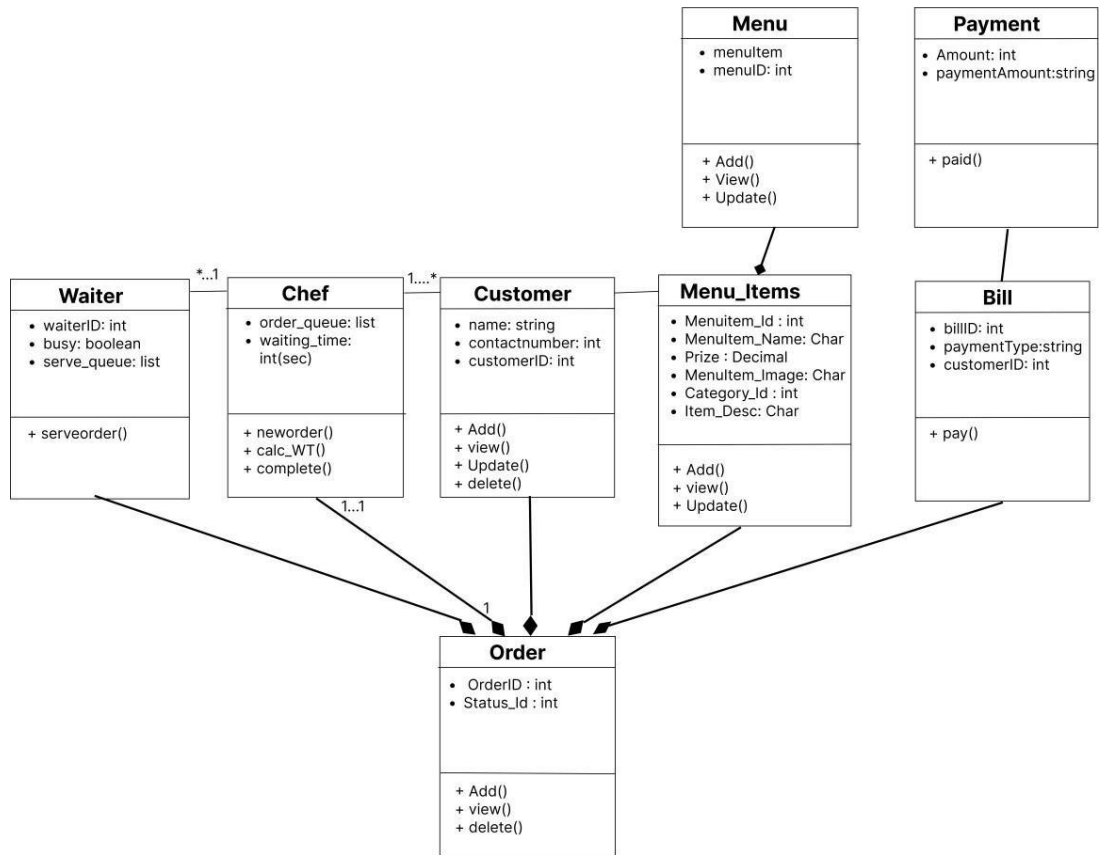 Menu
• menuItem
• menuID: int
+ Add()
+ View()
+ Update()
Payment
• Amount: int
• paymentAmount:string
+ paid()
*...1
1....*
Waiter
• waiterID: int
• busy: boolean
• serve_queue: list
+ serveorder()
Chef
• order_queue: list
• waiting_time:
int(sec)
+ neworder()
+ calc_WT()
+ complete()
Customer
• name: string
• contactnumber: int
• customerID: int
+ Add()
+ view()
+ Update()
+ delete()
Menu_Items
• Menuitem_Id : int
• MenuItem_Name: Char
• Prize : Decimal
• MenuItem_Image: Char
• Category_Id : int
• Item_Desc: Char
+ Add()
+ view()
+ Update()
Bill
• billID: int
• paymentType:string
• customerID: int
+ pay()
1...1
1
Order
• OrderID : int
• Status_Id : int
+ Add()
+ view()
+ delete()